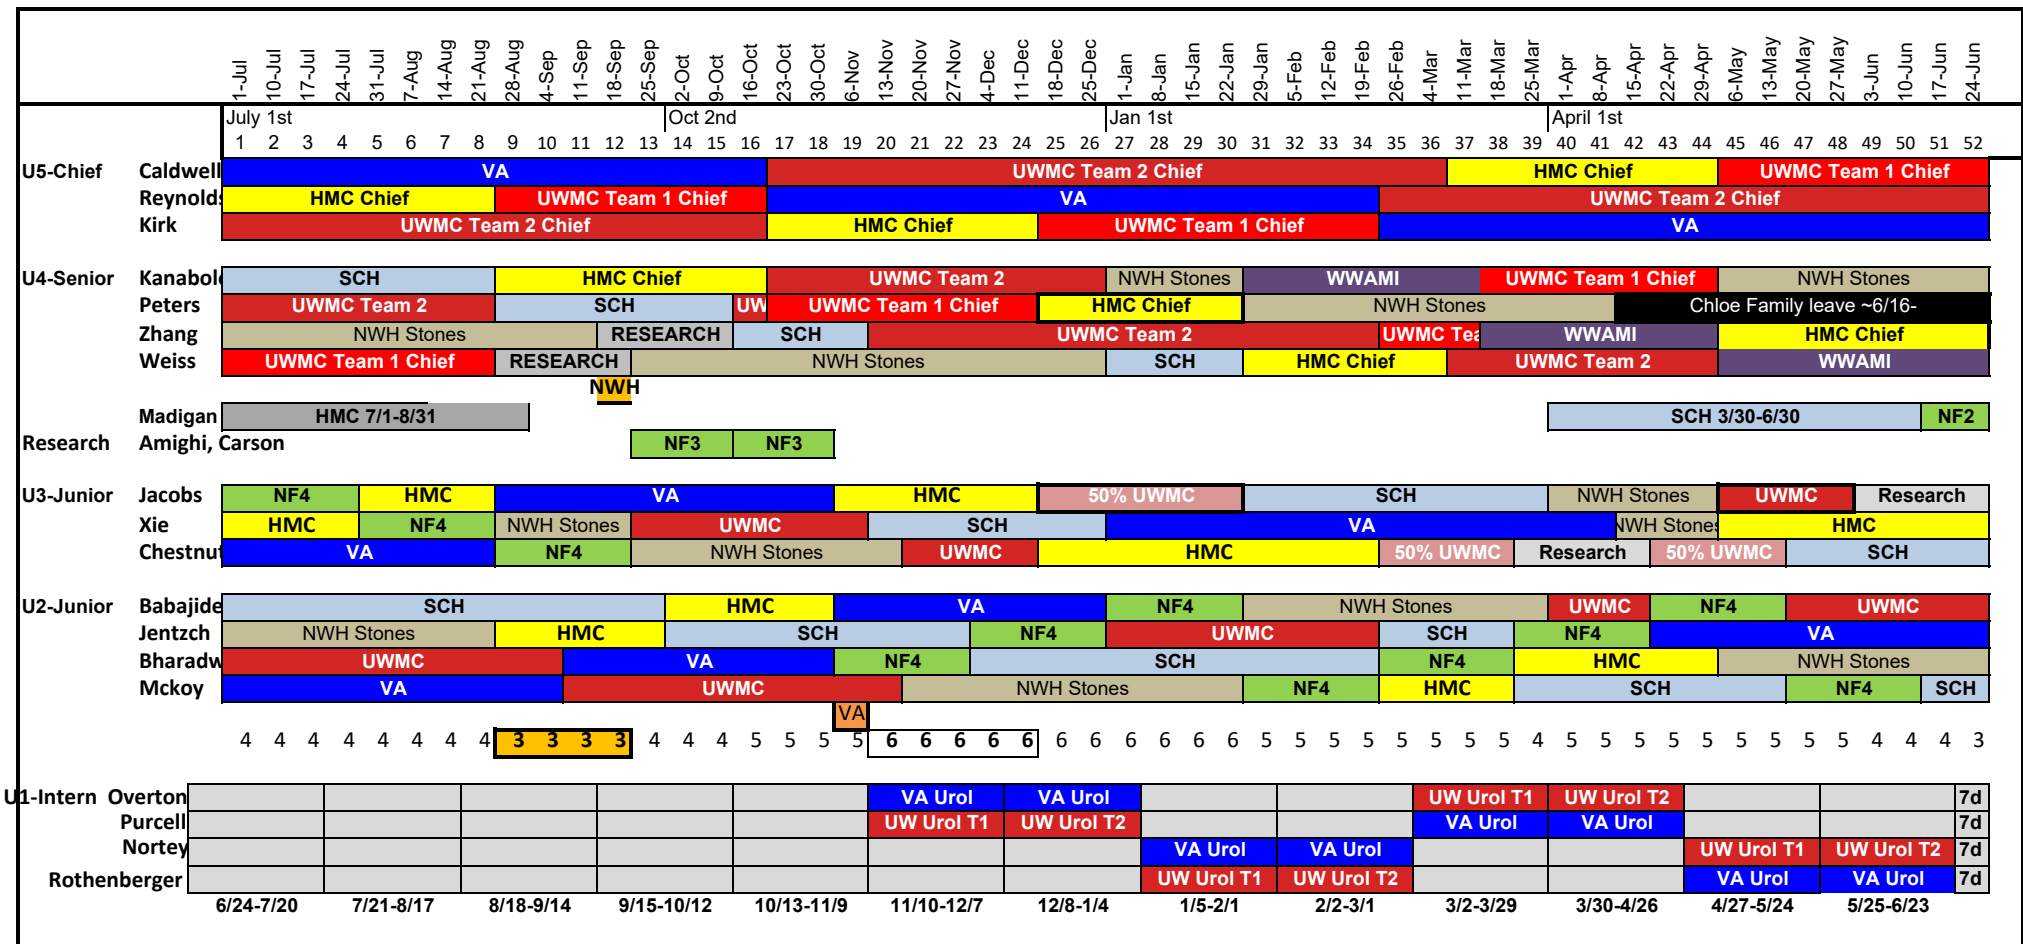 1-Jul 10-Jul 17-Jul 24-Jul 31-Jul 7-Aug 14-Aug 21-Aug 28-Aug 4-Sep 11-Sep 18-Sep 25-Sep 2-Oct 9-Oct 16-Oct 23-Oct 30-Oct 6-Nov 13-Nov 20-Nov 27-Nov 4-Dec 11-Dec 18-Dec 25-Dec 1-Jan 8-Jan 15-Jan 22-Jan 29-Jan 5-Feb 12-Feb 19-Feb 26-Feb 4-Mar 11-Mar 18-Mar 25-Mar 1-Apr 8-Apr 15-Apr 22-Apr 29-Apr 6-May 13-May 20-May 27-May 3-Jun 10-Jun 17-Jun 24-Jun
July 1st Oct 2nd Jan 1st April 1st
1 2 3 4 5 6 7 8 9 10 11 12 13 14 15 16 17 18 19 20 21 22 23 24 25 26 27 28 29 30 31 32 33 34 35 36 37 38 39 40 41 42 43 44 45 46 47 48 49 50 51 52
U5-Chief Caldwell VA UWMC Team 2 Chief HMC Chief UWMC Team 1 Chief
Reynolds HMC Chief UWMC Team 1 Chief VA UWMC Team 2 Chief
Kirk UWMC Team 2 Chief HMC Chief UWMC Team 1 Chief VA
U4-Senior Kanabol SCH HMC Chief UWMC Team 2 NWH Stones WWAMI UWMC Team 1 Chief NWH Stones
Peters UWMC Team 2 SCH UW UWMC Team 1 Chief HMC Chief NWH Stones Chloe Family leave ~6/16-
Zhang NWH Stones RESEARCH SCH UWMC Team 2 UWMC Tea WWAMI HMC Chief
Weiss UWMC Team 1 Chief RESEARCH NWH Stones SCH HMC Chief UWMC Team 2 WWAMI
NWH
Madigan HMC 7/1-8/31 SCH 3/30-6/30 NF2
Research Amighi, Carson NF3 NF3
U3-Junior Jacobs NF4 HMC VA HMC 50% UWMC SCH NWH Stones UWMC Research
Xie HMC NF4 NWH Stones UWMC SCH VA NWH Stones HMC
Chestnut VA NF4 NWH Stones UWMC HMC 50% UWMC Research 50% UWMC SCH
U2-Junior Babajide SCH HMC VA NF4 NWH Stones UWMC NF4 UWMC
Jentzch NWH Stones HMC SCH NF4 UWMC SCH NF4 VA
Bharadw UWMC VA NF4 SCH NF4 HMC NWH Stones
Mckoy VA UWMC NWH Stones NF4 HMC SCH NF4 SCH
VA
4 4 4 4 4 4 4 4 3 3 3 3 4 4 4 5 5 5 5 6 6 6 6 6 6 6 6 6 6 6 5 5 5 5 5 5 5 5 4 5 5 5 5 5 5 5 5 5 4 4 4 3
U1-Intern Overton VA Urol VA Urol UW Urol T1 UW Urol T2 7d
Purcell UW Urol T1 UW Urol T2 VA Urol VA Urol 7d
Nortey VA Urol VA Urol UW Urol T1 UW Urol T2 7d
Rothenberger UW Urol T1 UW Urol T2 VA Urol VA Urol 7d
6/24-7/20 7/21-8/17 8/18-9/14 9/15-10/12 10/13-11/9 11/10-12/7 12/8-1/4 1/5-2/1 2/2-3/1 3/2-3/29 3/30-4/26 4/27-5/24 5/25-6/23